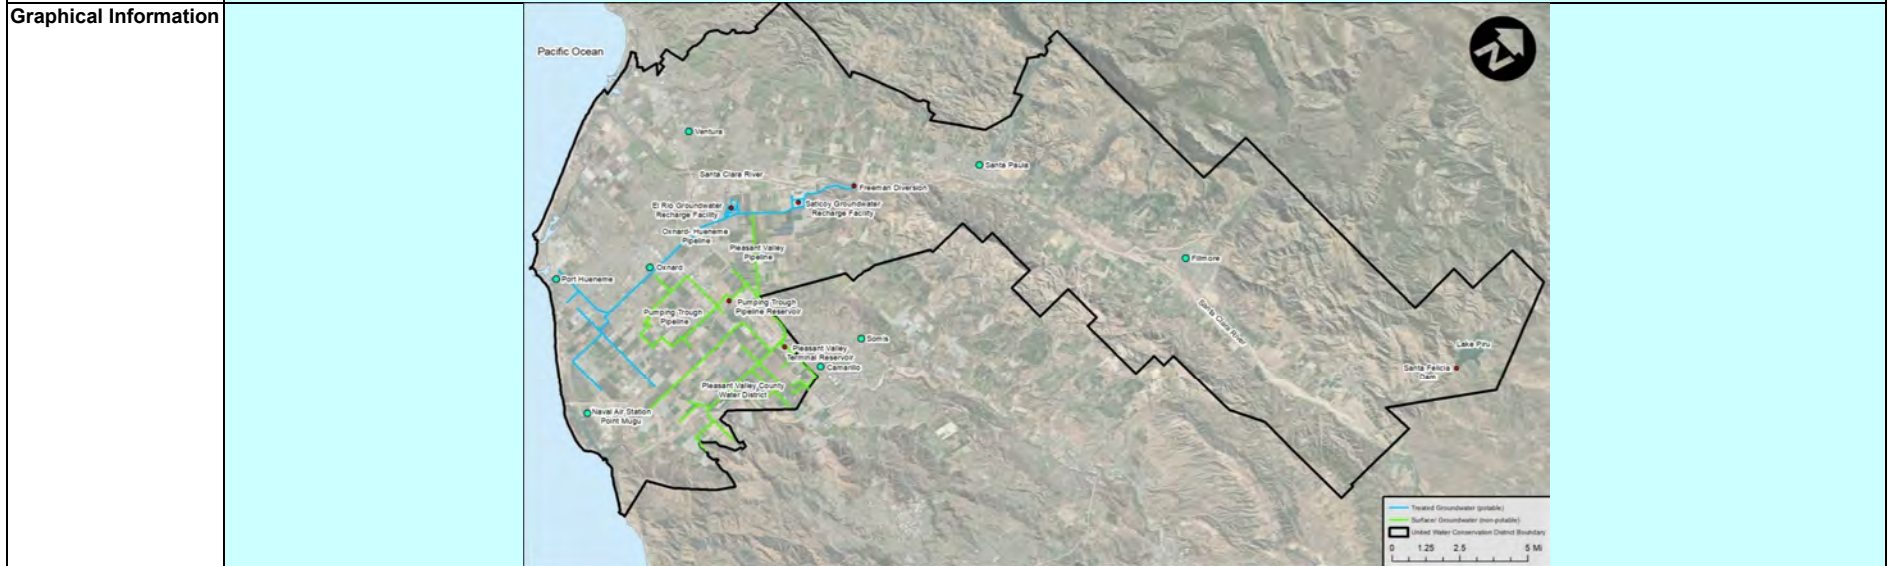 Graphical Information
Pacific Ocean
N
Ventura
Santa Paula
Santa Clara River
Freeman Diversion
El Rio Groundwater
Recharge Facility
Saticoy Groundwater
Recharge Facility
Oxnard- Hueneme
Pipeline
Pleasant Valley
Pipeline
Fillmore
Oxnard
Port Hueneme
Pumping Trough
Pipeline Reservoir
Pumping Trough
Pipeline
Santa Clara River
Somis
Pleasant Valley
Terminal Reservoir
Camarillo
Lake Piru
Santa Felicia
Dam
Pleasant Valley County
Water District
Naval Air Station
Point Mugu
Treated Groundwater (potable)
Surface/ Groundwater (non-potable)
United Water Conservation District Boundary
0 1.25 2.5 5 Mi